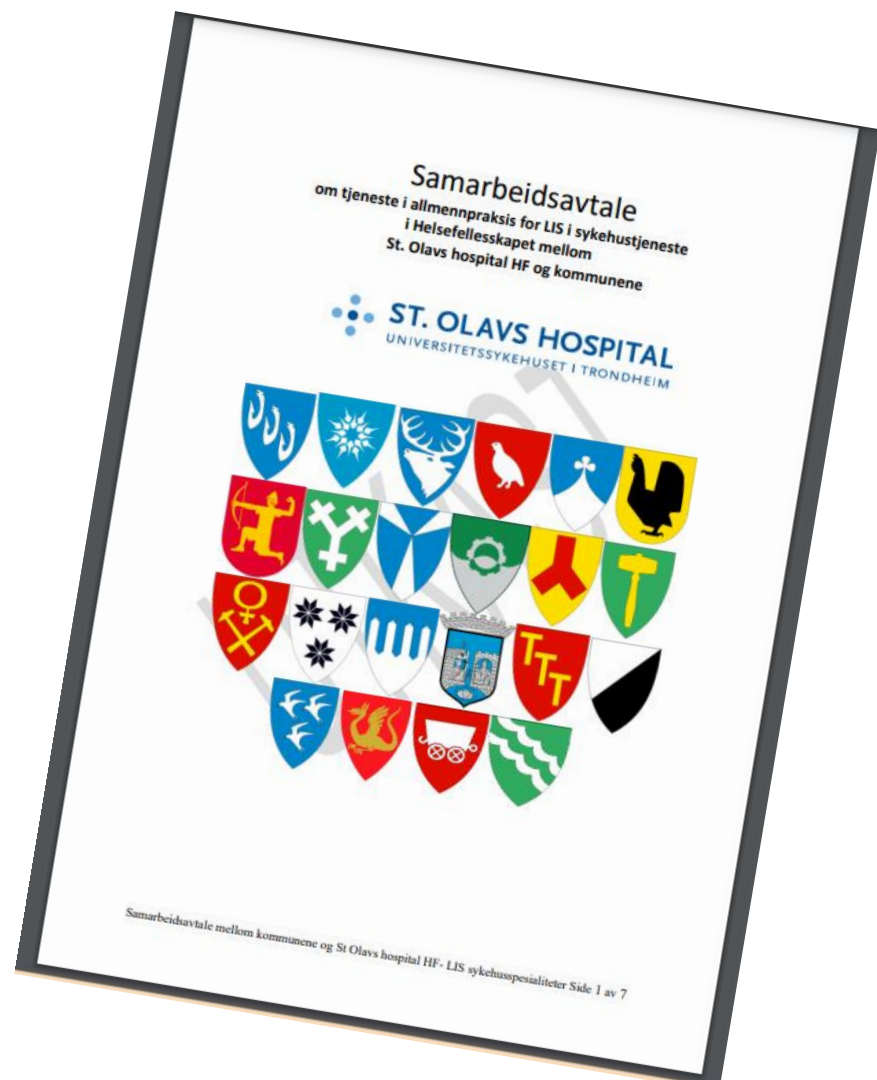 Samarbeidsavtale
om tjeneste i allmennpraksis for LIS i sykehustjeneste
i Helsefellesskapet mellom
St. Olavs hospital HF og kommunene
ST. OLAVS HOSPITAL
UNIVERSITETSSYKEHUSET I TRONDHEIM
TTT
Samarbeidsavtale mellom kommunene og St Olavs hospital HF- LIS sykehusspesialiteter Side 1 av 7